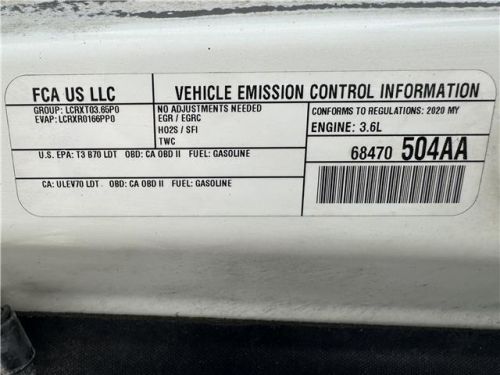 FCA US LLC
GROUP: LCRXT03.65P0
EVAP: LCRXR0166PP0
VEHICLE EMISSION CONTROL INFORMATION
NO ADJUSTMENTS NEEDED
EGR / EGRC
HO2S / SFI
TWC
CONFORMS TO REGULATIONS: 2020 MY
ENGINE: 3.6L
U.S. EPA: T3 B70 LDT OBD: CA OBD II FUEL: GASOLINE
CA: ULEV70 LDT OBD: CA OBD II FUEL: GASOLINE
68470 504AA